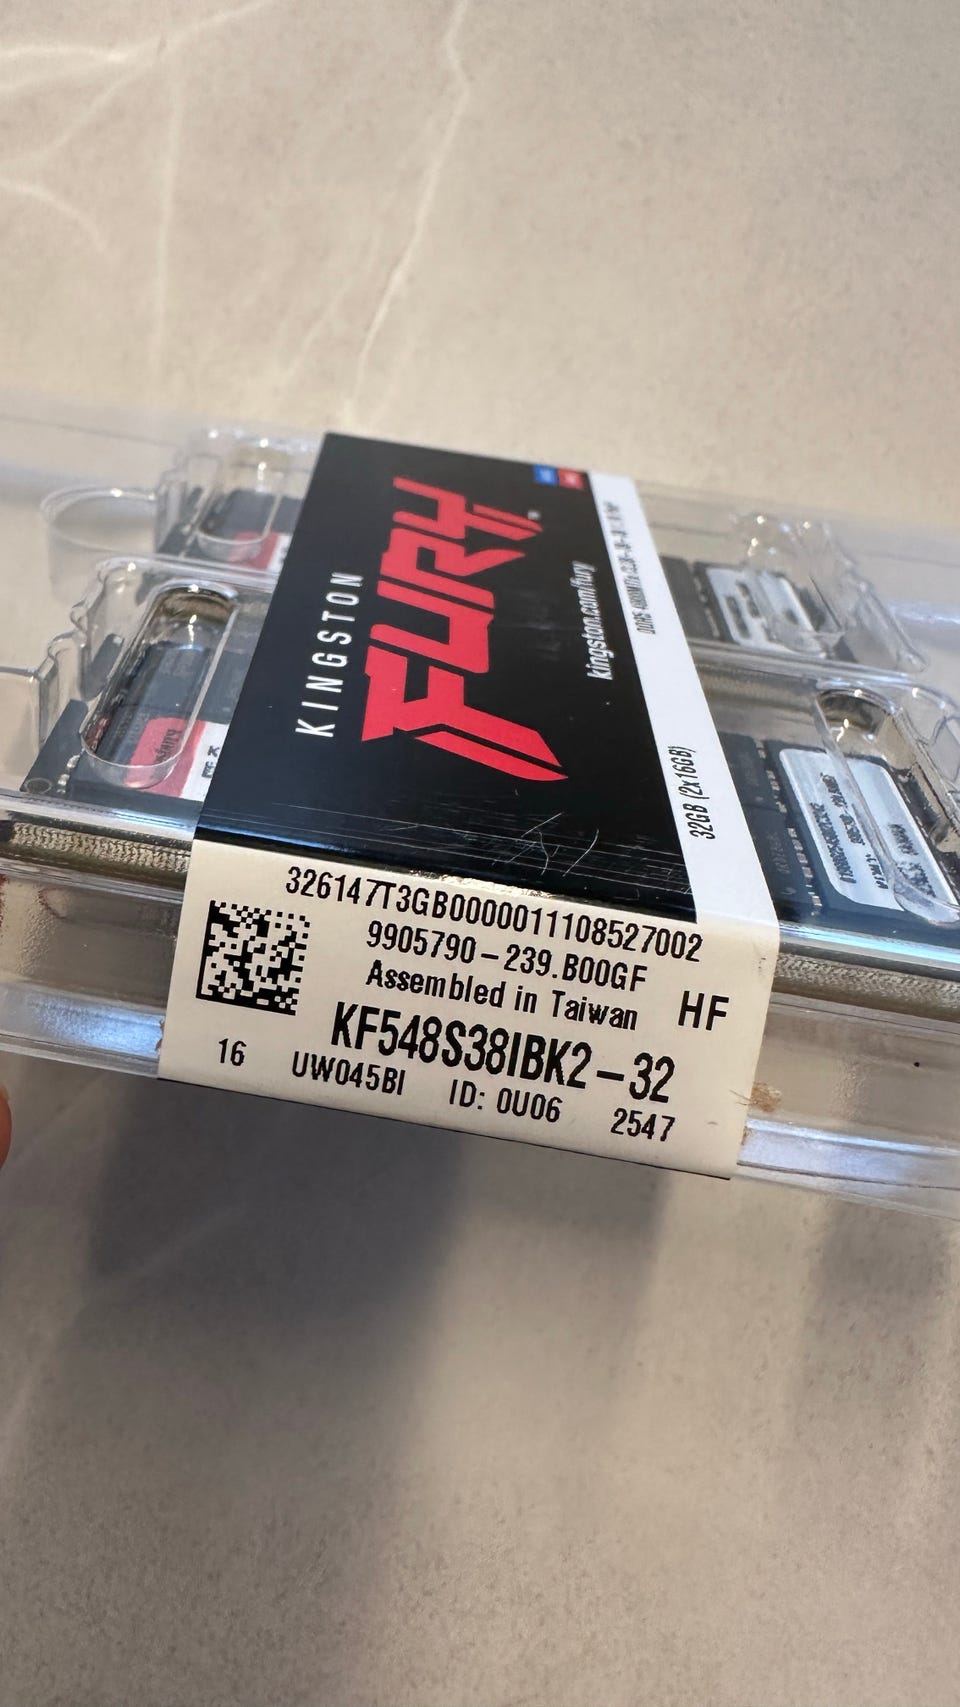 KINGSTON
FURY
kingston.com/fury
32GB (2x16GB)
326147T3GB0000011108527002
9905790-239.B00GF
Assembled in Taiwan
HF
KF548S38IBK2-32
16 UW045BI ID: 0U06 2547